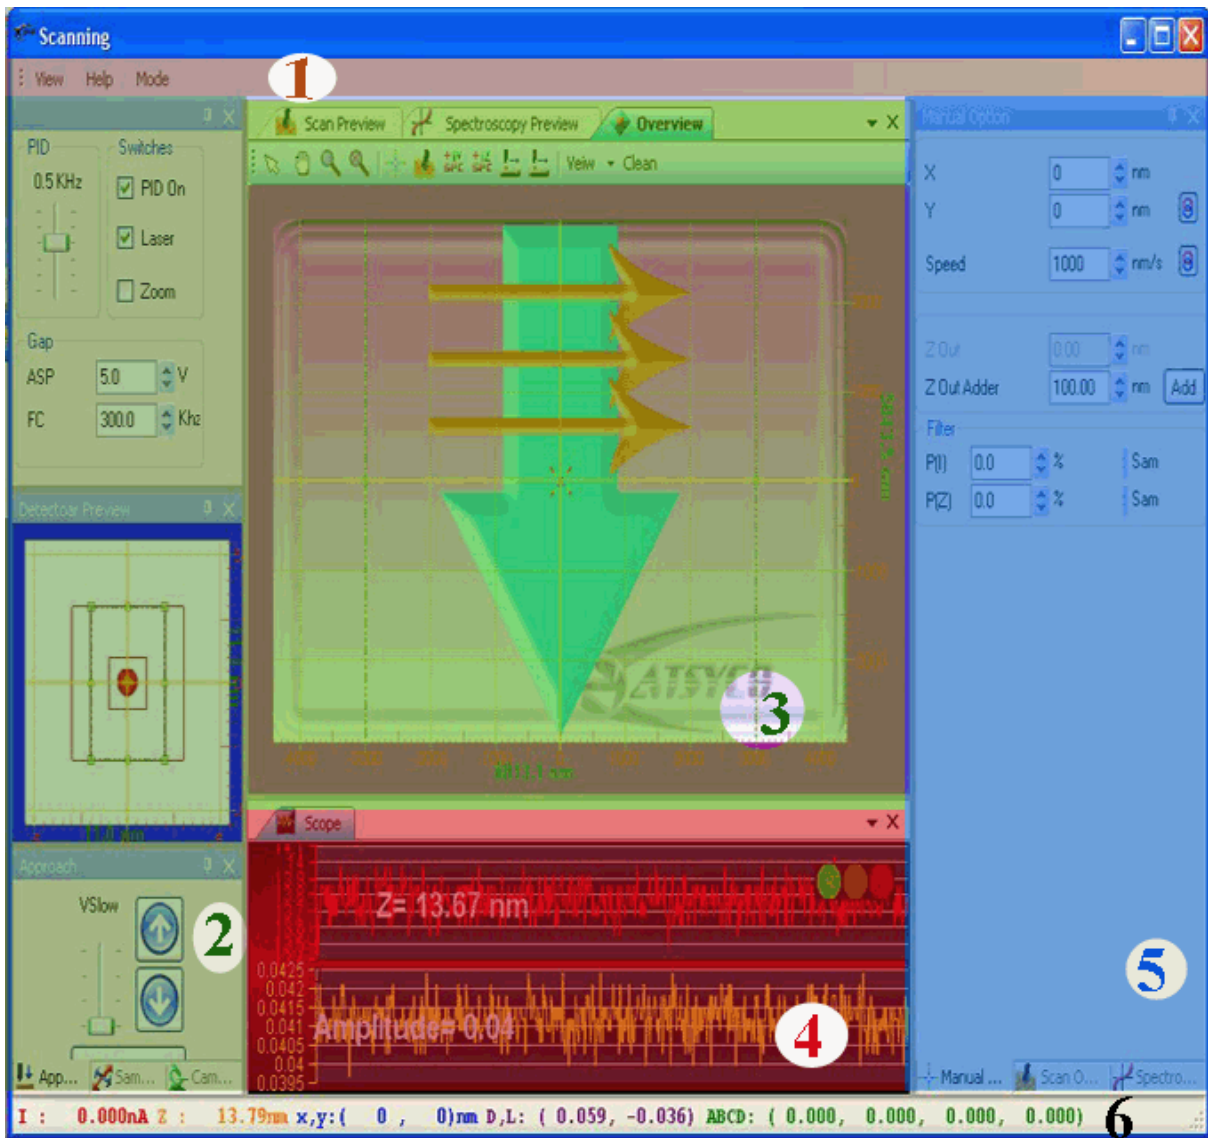 Scanning
View Help Mode
1
PID
0.5 KHz
Switches
PID On
Laser
Zoom
Gap
ASP 5.0 V
FC 300.0 Khz
Detectoar Preview
Approach
VSlow
2
App... Sam... Cam...
Scan Preview Spectroscopy Preview Overview
Veiw Clean
ATSYCO
3
Scope
Z= 13.67 nm
0.0425
0.042
0.0415
0.041
0.0405
0.04
0.0395
Amplitude= 0.04
4
Manual Option
X 0 nm
Y 0 nm
Speed 1000 nm/s
Z Out 0.00 nm
Z Out Adder 100.00 nm Add
Filter
P(I) 0.0 % Sam
P(Z) 0.0 % Sam
5
Manual ... Scan O... Spectro...
I : 0.000nA Z : 13.79nm x,y:( 0 , 0)nm D,L: ( 0.059, -0.036) ABCD: ( 0.000, 0.000, 0.000, 0.000)
6